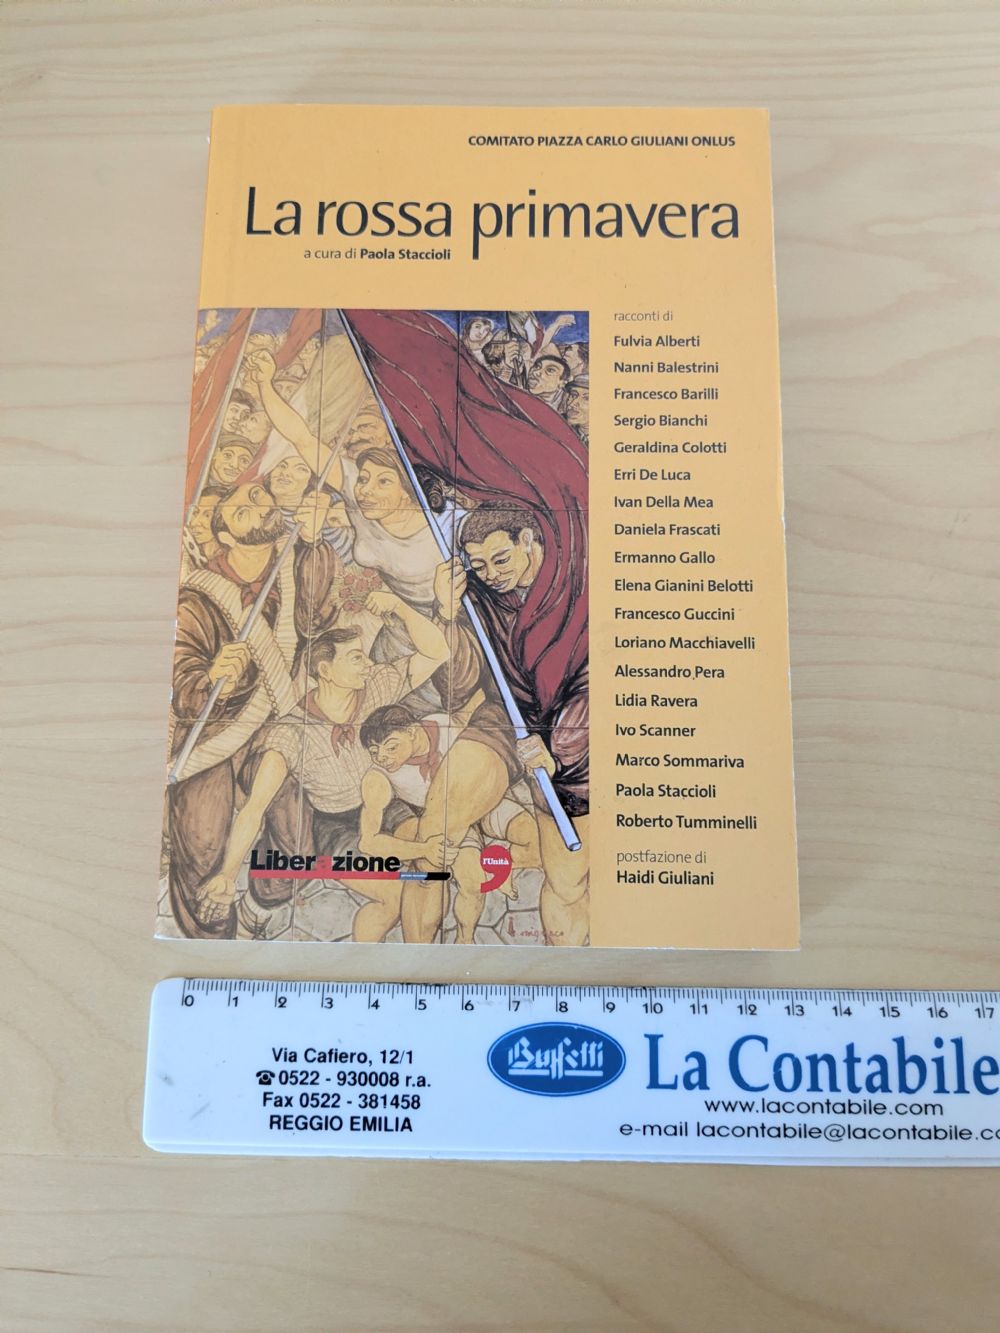 COMITATO PIAZZA CARLO GIULIANI ONLUS
La rossa primavera
a cura di Paola Staccioli
racconti di
Fulvia Alberti
Nanni Balestrini
Francesco Barilli
Sergio Bianchi
Geraldina Colotti
Erri De Luca
Ivan Della Mea
Daniela Frascati
Ermanno Gallo
Elena Gianini Belotti
Francesco Guccini
Loriano Macchiavelli
Alessandro Pera
Lidia Ravera
Ivo Scanner
Marco Sommariva
Paola Staccioli
Roberto Tumminelli
postfazione di
Haidi Giuliani
Liberazione
l'Unità
0 1 2 3 4 5 6 7 8 9 10 11 12 13 14 15 16 17
Via Cafiero, 12/1
☎ 0522 - 930008 r.a.
Fax 0522 - 381458
REGGIO EMILIA
Buffetti
La Contabile
www.lacontabile.com
e-mail lacontabile@lacontabile.co